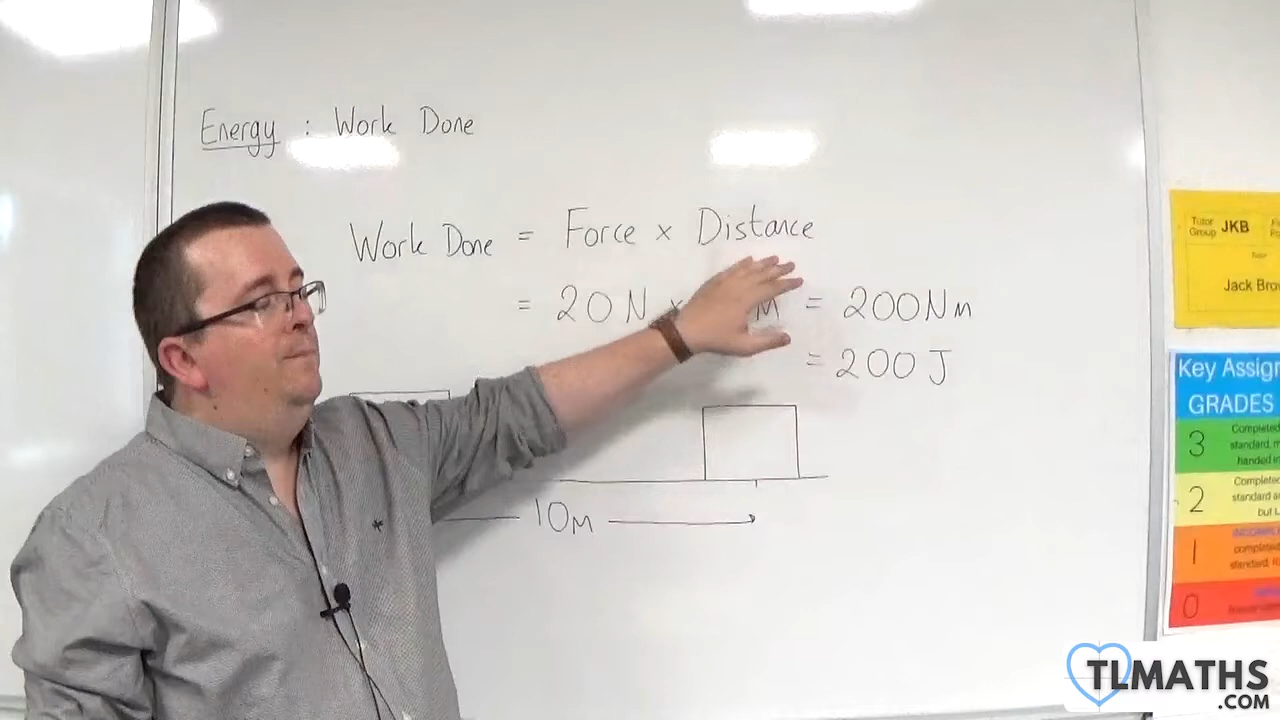 Energy : Work Done
Work Done = Force × Distance
= 20 N × m = 200 Nm
= 200 J
10m
Tutor Group JKB
Tutor
Jack
Key Assign
GRADES
3 Completed
standard,
handed in
2 Completed
standard
but
1
completed
standard,
0
TLMATHS
.COM